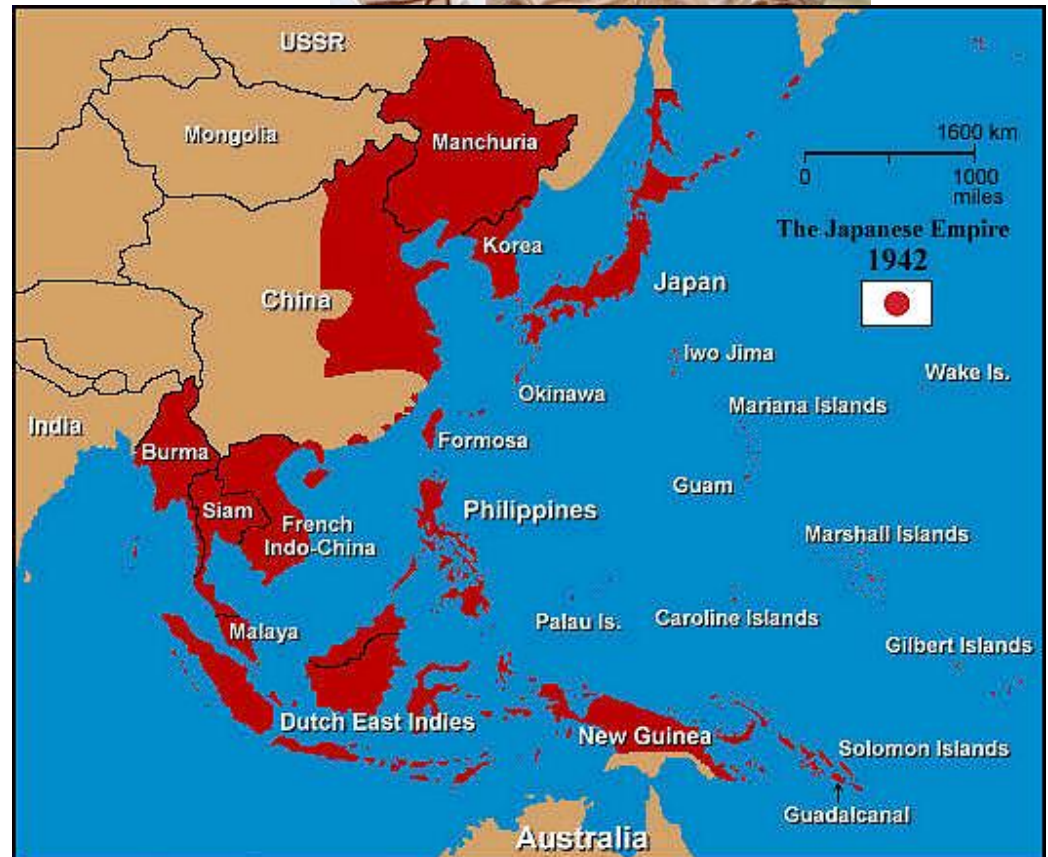 USSR
Mongolia
Manchuria
1600 km
0
1000
miles
The Japanese Empire
1942
Korea
Japan
China
Iwo Jima
Wake Is.
Okinawa
Mariana Islands
India
Burma
Formosa
Guam
Siam
Philippines
French
Indo-China
Marshall Islands
Palau Is.
Caroline Islands
Malaya
Gilbert Islands
Dutch East Indies
New Guinea
Solomon Islands
Guadalcanal
Australia